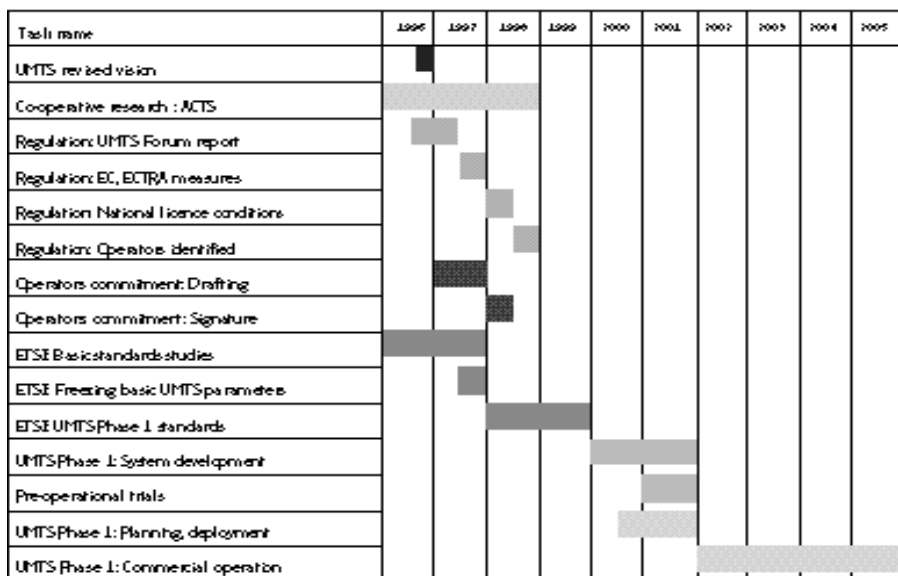 Task name 1996 1997 1998 1999 2000 2001 2002 2003 2004 2005
UMTS revised vision
Cooperative research : ACTS
Regulation: UMTS Forum report
Regulation: EC, ECTRA measures
Regulation: National licence conditions
Regulation: Operators identified
Operators commitment: Drafting
Operators commitment: Signature
ETSI: Basic standards studies
ETSI: Freezing basic UMTS parameters
ETSI: UMTS Phase 1 standards
UMTS Phase 1: System development
Pre-operational trials
UMTS Phase 1: Planning, deployment
UMTS Phase 1: Commercial operation